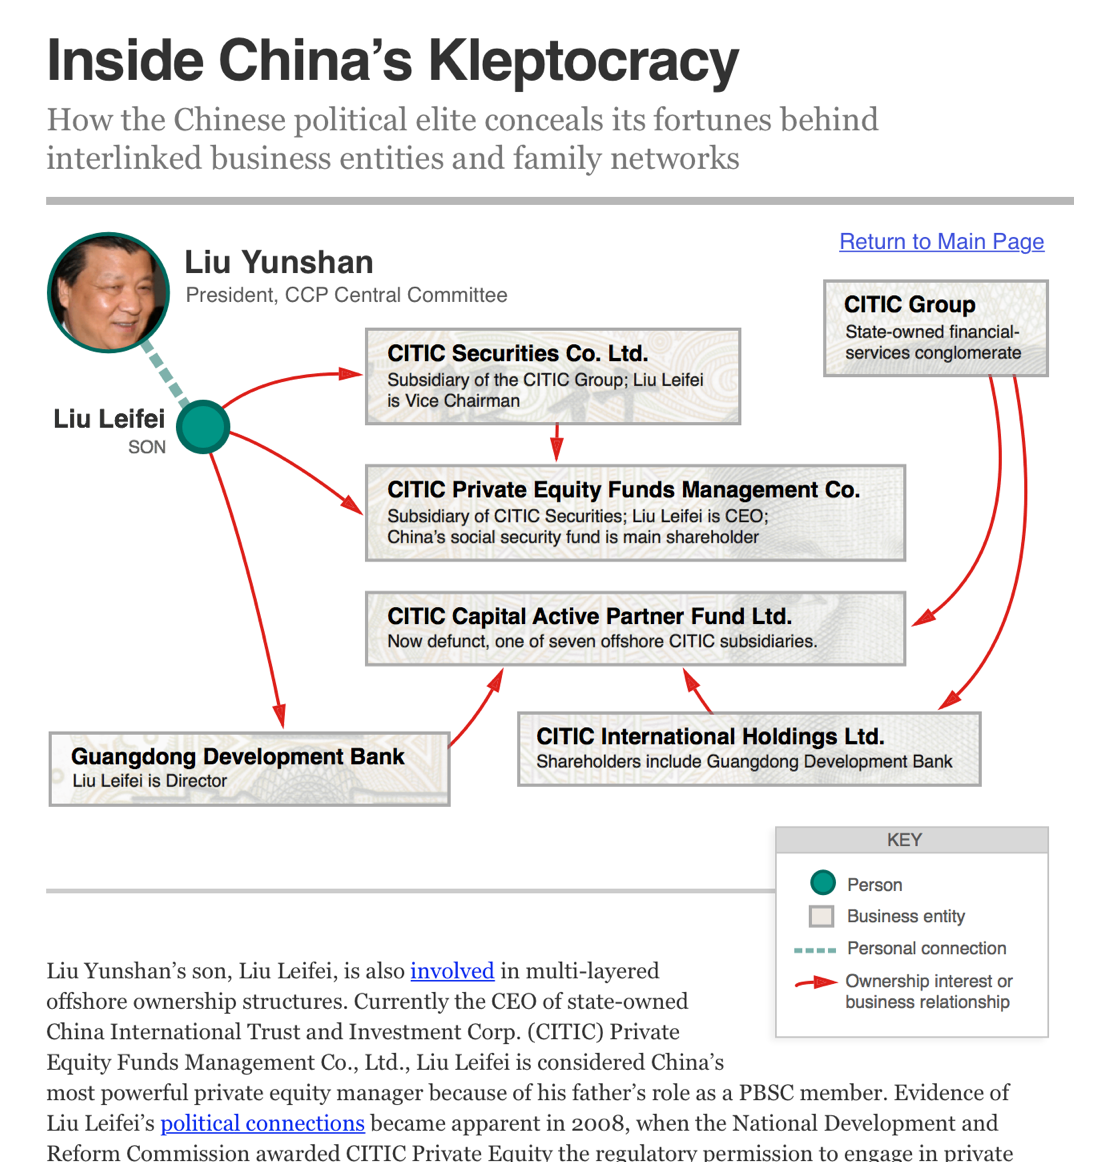 Inside China’s Kleptocracy
How the Chinese political elite conceals its fortunes behind
interlinked business entities and family networks
Liu Yunshan
President, CCP Central Committee
Return to Main Page
CITIC Group
State-owned financial-
services conglomerate
CITIC Securities Co. Ltd.
Subsidiary of the CITIC Group; Liu Leifei
is Vice Chairman
Liu Leifei
SON
CITIC Private Equity Funds Management Co.
Subsidiary of CITIC Securities; Liu Leifei is CEO;
China’s social security fund is main shareholder
CITIC Capital Active Partner Fund Ltd.
Now defunct, one of seven offshore CITIC subsidiaries.
Guangdong Development Bank
Liu Leifei is Director
CITIC International Holdings Ltd.
Shareholders include Guangdong Development Bank
KEY
Person
Business entity
Personal connection
Ownership interest or
business relationship
Liu Yunshan’s son, Liu Leifei, is also involved in multi-layered
offshore ownership structures. Currently the CEO of state-owned
China International Trust and Investment Corp. (CITIC) Private
Equity Funds Management Co., Ltd., Liu Leifei is considered China’s
most powerful private equity manager because of his father’s role as a PBSC member. Evidence of
Liu Leifei’s political connections became apparent in 2008, when the National Development and
Reform Commission awarded CITIC Private Equity the regulatory permission to engage in private